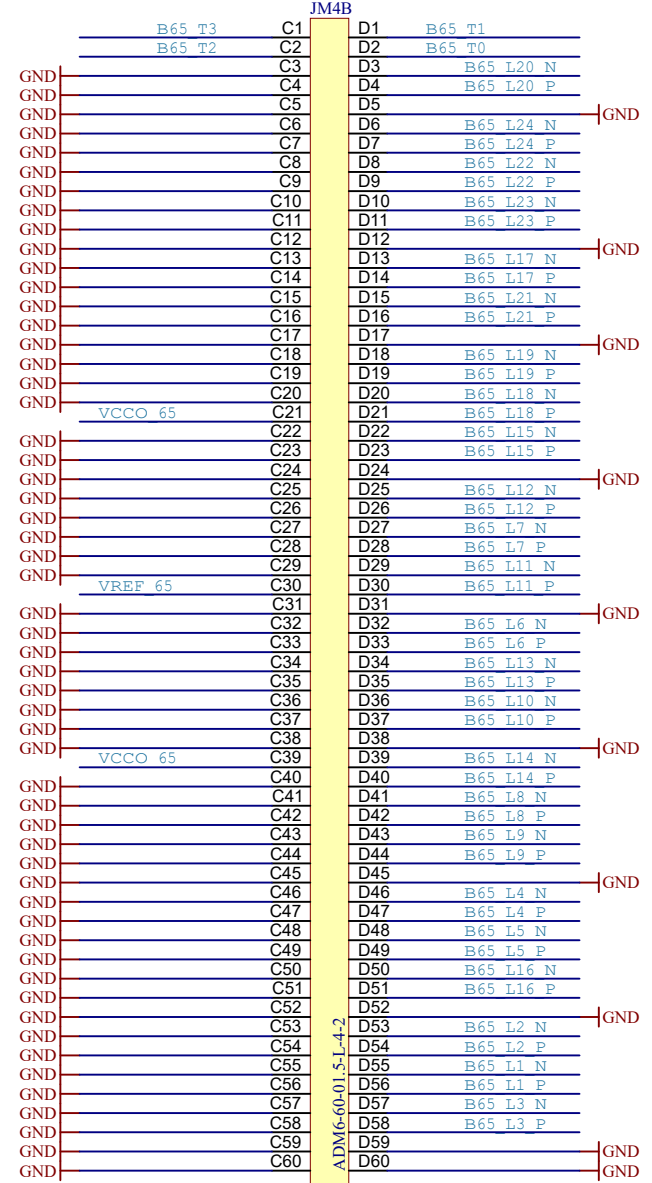 JM4B
B65_T3 C1 D1 B65_T1
B65_T2 C2 D2 B65_T0
GND C3 D3 B65_L20_N
GND C4 D4 B65_L20_P
GND C5 D5 GND
GND C6 D6 B65_L24_N
GND C7 D7 B65_L24_P
GND C8 D8 B65_L22_N
GND C9 D9 B65_L22_P
GND C10 D10 B65_L23_N
GND C11 D11 B65_L23_P
GND C12 D12 GND
GND C13 D13 B65_L17_N
GND C14 D14 B65_L17_P
GND C15 D15 B65_L21_N
GND C16 D16 B65_L21_P
GND C17 D17 GND
GND C18 D18 B65_L19_N
GND C19 D19 B65_L19_P
GND C20 D20 B65_L18_N
VCCO_65 C21 D21 B65_L18_P
GND C22 D22 B65_L15_N
GND C23 D23 B65_L15_P
GND C24 D24 GND
GND C25 D25 B65_L12_N
GND C26 D26 B65_L12_P
GND C27 D27 B65_L7_N
GND C28 D28 B65_L7_P
GND C29 D29 B65_L11_N
VREF_65 C30 D30 B65_L11_P
GND C31 D31 GND
GND C32 D32 B65_L6_N
GND C33 D33 B65_L6_P
GND C34 D34 B65_L13_N
GND C35 D35 B65_L13_P
GND C36 D36 B65_L10_N
GND C37 D37 B65_L10_P
GND C38 D38 GND
VCCO_65 C39 D39 B65_L14_N
GND C40 D40 B65_L14_P
GND C41 D41 B65_L8_N
GND C42 D42 B65_L8_P
GND C43 D43 B65_L9_N
GND C44 D44 B65_L9_P
GND C45 D45 GND
GND C46 D46 B65_L4_N
GND C47 D47 B65_L4_P
GND C48 D48 B65_L5_N
GND C49 D49 B65_L5_P
GND C50 D50 B65_L16_N
GND C51 D51 B65_L16_P
GND C52 D52 GND
GND C53 D53 B65_L2_N
GND C54 D54 B65_L2_P
GND C55 D55 B65_L1_N
GND C56 D56 B65_L1_P
GND C57 D57 B65_L3_N
GND C58 D58 B65_L3_P
GND C59 D59 GND
GND C60 D60 GND
ADM6-60-01.5-L-4-2